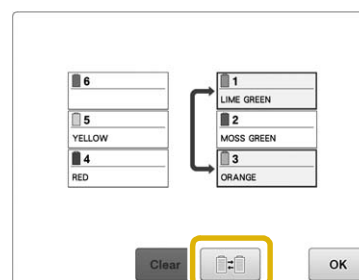 6
5
YELLOW
4
RED
1
LIME GREEN
2
MOSS GREEN
3
ORANGE
Clear
OK